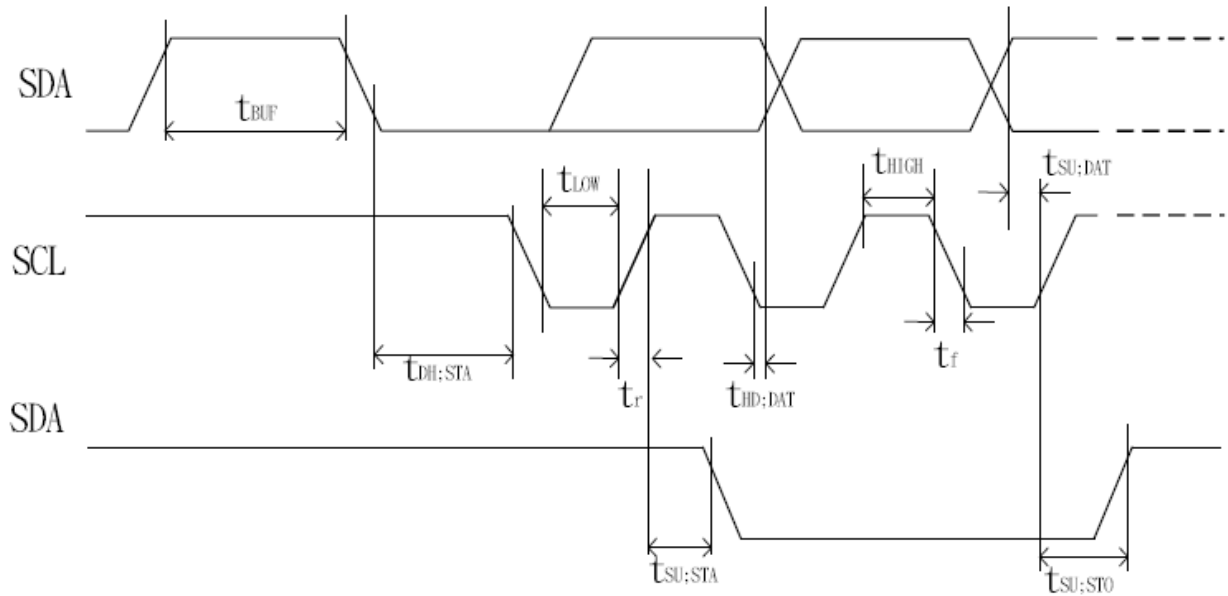 SDA
tBUF
tLOW
tHIGH
tSU;DAT
SCL
tDH;STA
tr
tHD;DAT
tf
SDA
tSU;STA
tSU;STO